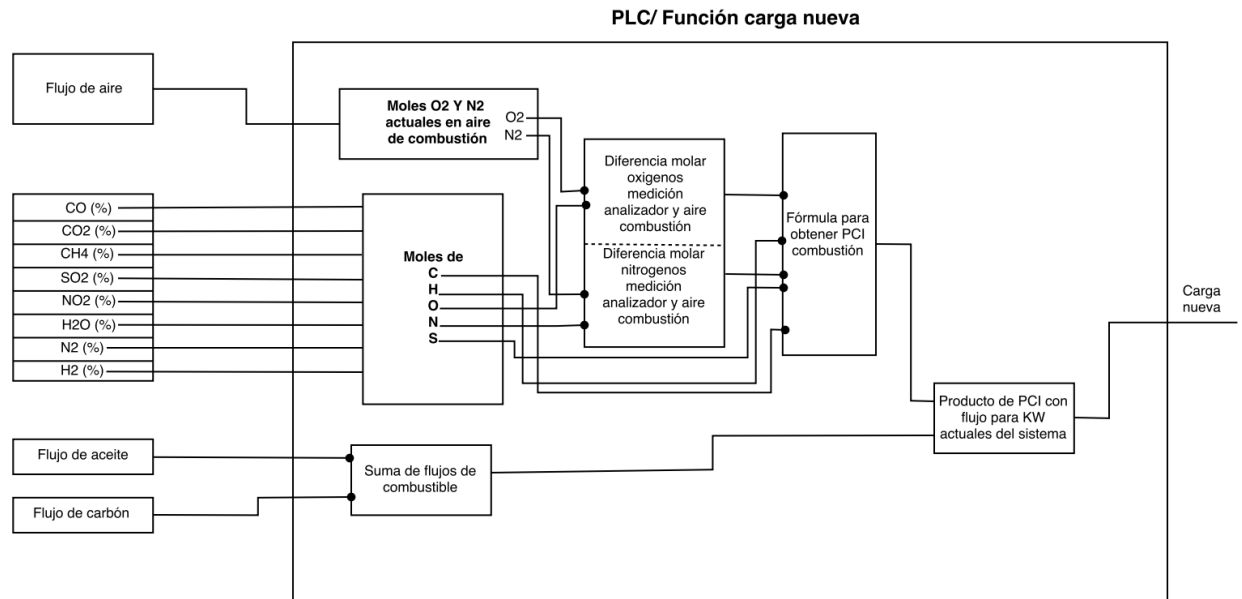 PLC/ Función carga nueva
Flujo de aire
Moles O2 Y N2
actuales en aire
de combustión
O2
N2
Diferencia molar
oxigenos
medición
analizador y aire
combustión
Diferencia molar
nitrogenos
medición
analizador y aire
combustión
Fórmula para
obtener PCI
combustión
CO (%)
CO2 (%)
CH4 (%)
SO2 (%)
NO2 (%)
H2O (%)
N2 (%)
H2 (%)
Moles de
C
H
O
N
S
Carga
nueva
Producto de PCI con
flujo para KW
actuales del sistema
Flujo de aceite
Flujo de carbón
Suma de flujos de
combustible